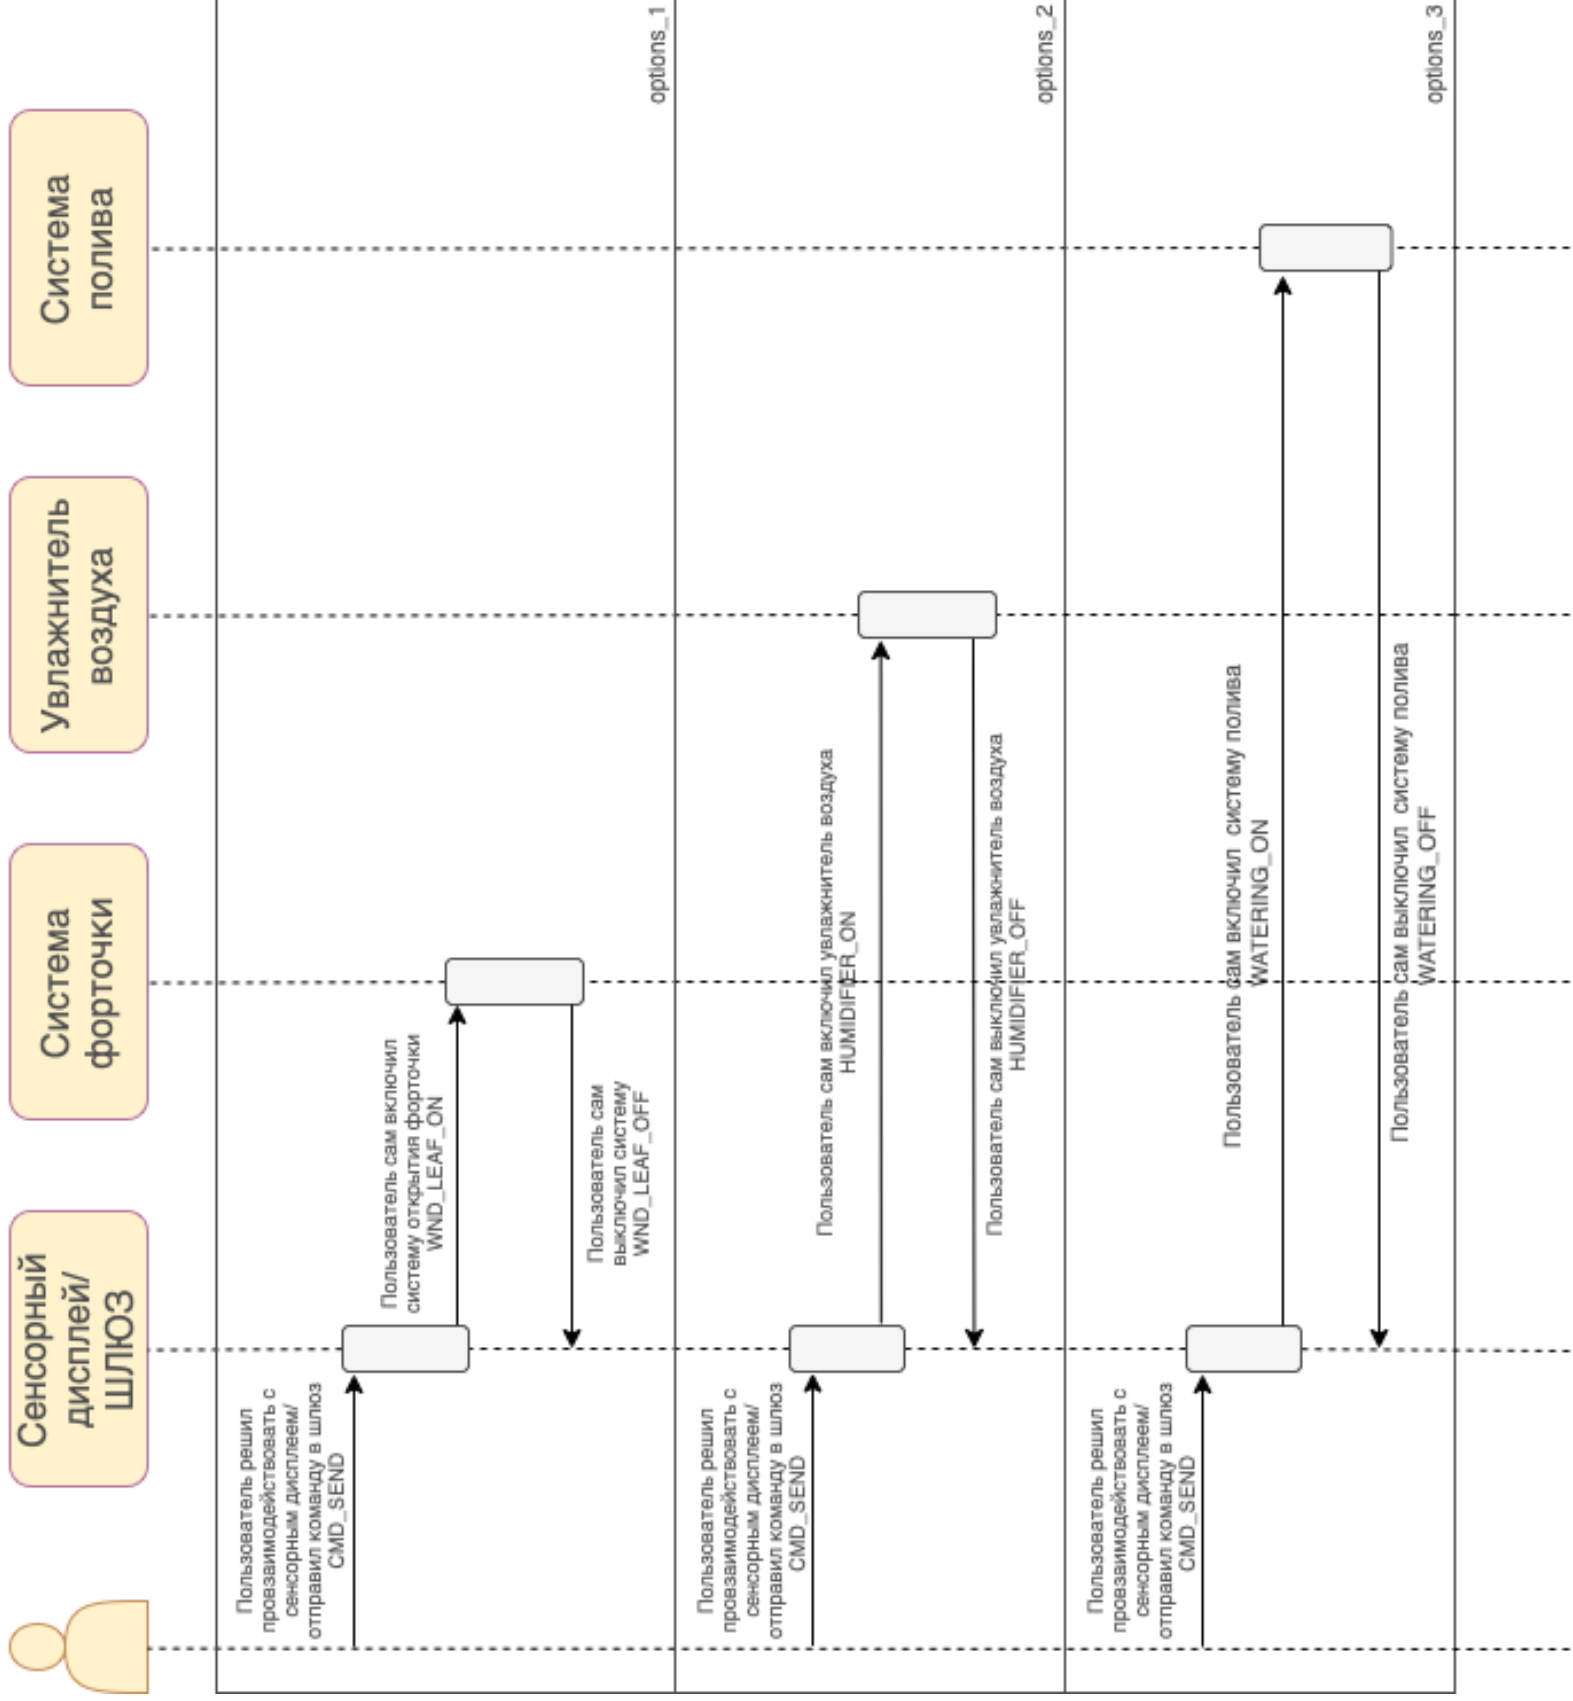 Сенсорный
дисплей/
ШЛЮЗ
Система
форточки
Увлажнитель
воздуха
Система
полива
Пользователь решил
провзаимодействовать с
сенсорным дисплеем/
отправил команду в шлюз
CMD_SEND
Пользователь сам включил
систему открытия форточки
WND_LEAF_ON
Пользователь сам
выключил систему
WND_LEAF_OFF
options_1
Пользователь решил
провзаимодействовать с
сенсорным дисплеем/
отправил команду в шлюз
CMD_SEND
Пользователь сам включил увлажнитель воздуха
HUMIDIFIER_ON
Пользователь сам выключил увлажнитель воздуха
HUMIDIFIER_OFF
options_2
Пользователь решил
провзаимодействовать с
сенсорным дисплеем/
отправил команду в шлюз
CMD_SEND
Пользователь сам включил систему полива
WATERING_ON
Пользователь сам выключил систему полива
WATERING_OFF
options_3